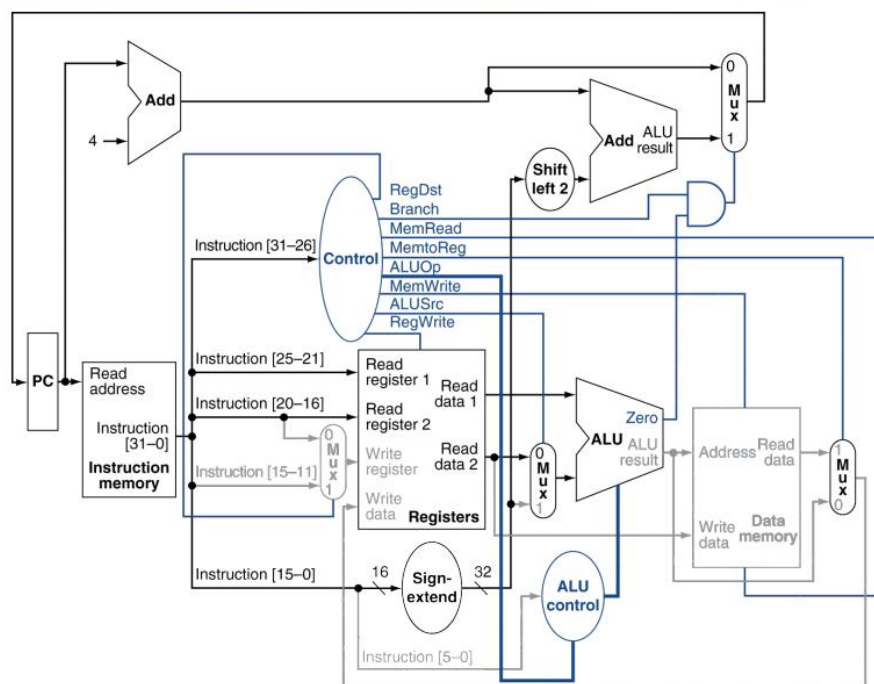 0
M
u
x
1
Add
4
Add
ALU
result
Shift
left 2
RegDst
Branch
MemRead
MemtoReg
ALUOp
MemWrite
ALUSrc
RegWrite
Control
Instruction [31–26]
PC
Read
address
Instruction
[31–0]
Instruction
memory
Instruction [25–21]
Instruction [20–16]
Instruction [15–11]
0
M
u
x
1
Read
register 1
Read
register 2
Write
register
Write
data
Read
data 1
Read
data 2
Registers
0
M
u
x
1
Zero
ALU
ALU
result
Address
Read
data
Write
data
Data
memory
1
M
u
x
0
Instruction [15–0]
16
Sign-
extend
32
ALU
control
Instruction [5–0]